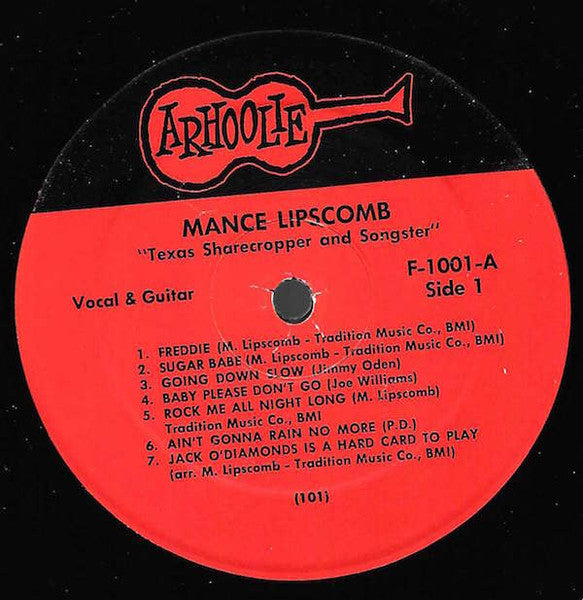 ARHOOLIE
MANCE LIPSCOMB
"Texas Sharecropper and Songster"
F-1001-A
Vocal & Guitar
Side 1
1. FREDDIE (M. Lipscomb - Tradition Music Co., BMI)
2. SUGAR BABE (M. Lipscomb - Tradition Music Co., BMI)
3. GOING DOWN SLOW (Jimmy Oden)
4. BABY PLEASE DON'T GO (Joe Williams)
5. ROCK ME ALL NIGHT LONG (M. Lipscomb)
Tradition Music Co., BMI
6. AIN'T GONNA RAIN NO MORE (P.D.)
7. JACK O'DIAMONDS IS A HARD CARD TO PLAY
(arr. M. Lipscomb - Tradition Music Co., BMI)
(101)